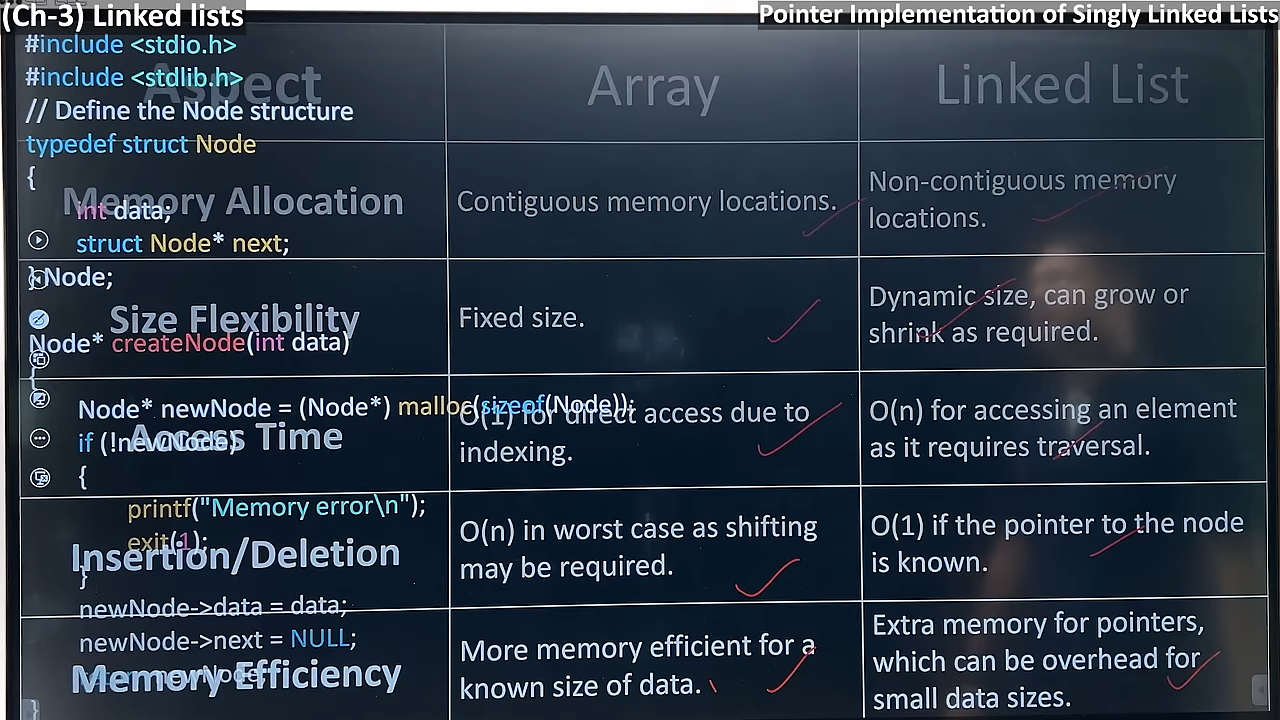 (Ch-3) Linked lists
Pointer Implementation of Singly Linked Lists
#include <stdio.h>
#include <stdlib.h>
// Define the Node structure
typedef struct Node
{
int data;
struct Node* next;
} Node;
Node* createNode(int data)
{
Node* newNode = (Node*) malloc(sizeof(Node));
if (!newNode)
{
printf("Memory error\n");
exit(1);
}
newNode->data = data;
newNode->next = NULL;
newNode;
}
Aspect
Array
Linked List
Memory Allocation
Contiguous memory locations.
Non-contiguous memory
locations.
Size Flexibility
Fixed size.
Dynamic size, can grow or
shrink as required.
Access Time
O(1) for direct access due to
indexing.
O(n) for accessing an element
as it requires traversal.
Insertion/Deletion
O(n) in worst case as shifting
may be required.
O(1) if the pointer to the node
is known.
Memory Efficiency
More memory efficient for a
known size of data.
Extra memory for pointers,
which can be overhead for
small data sizes.